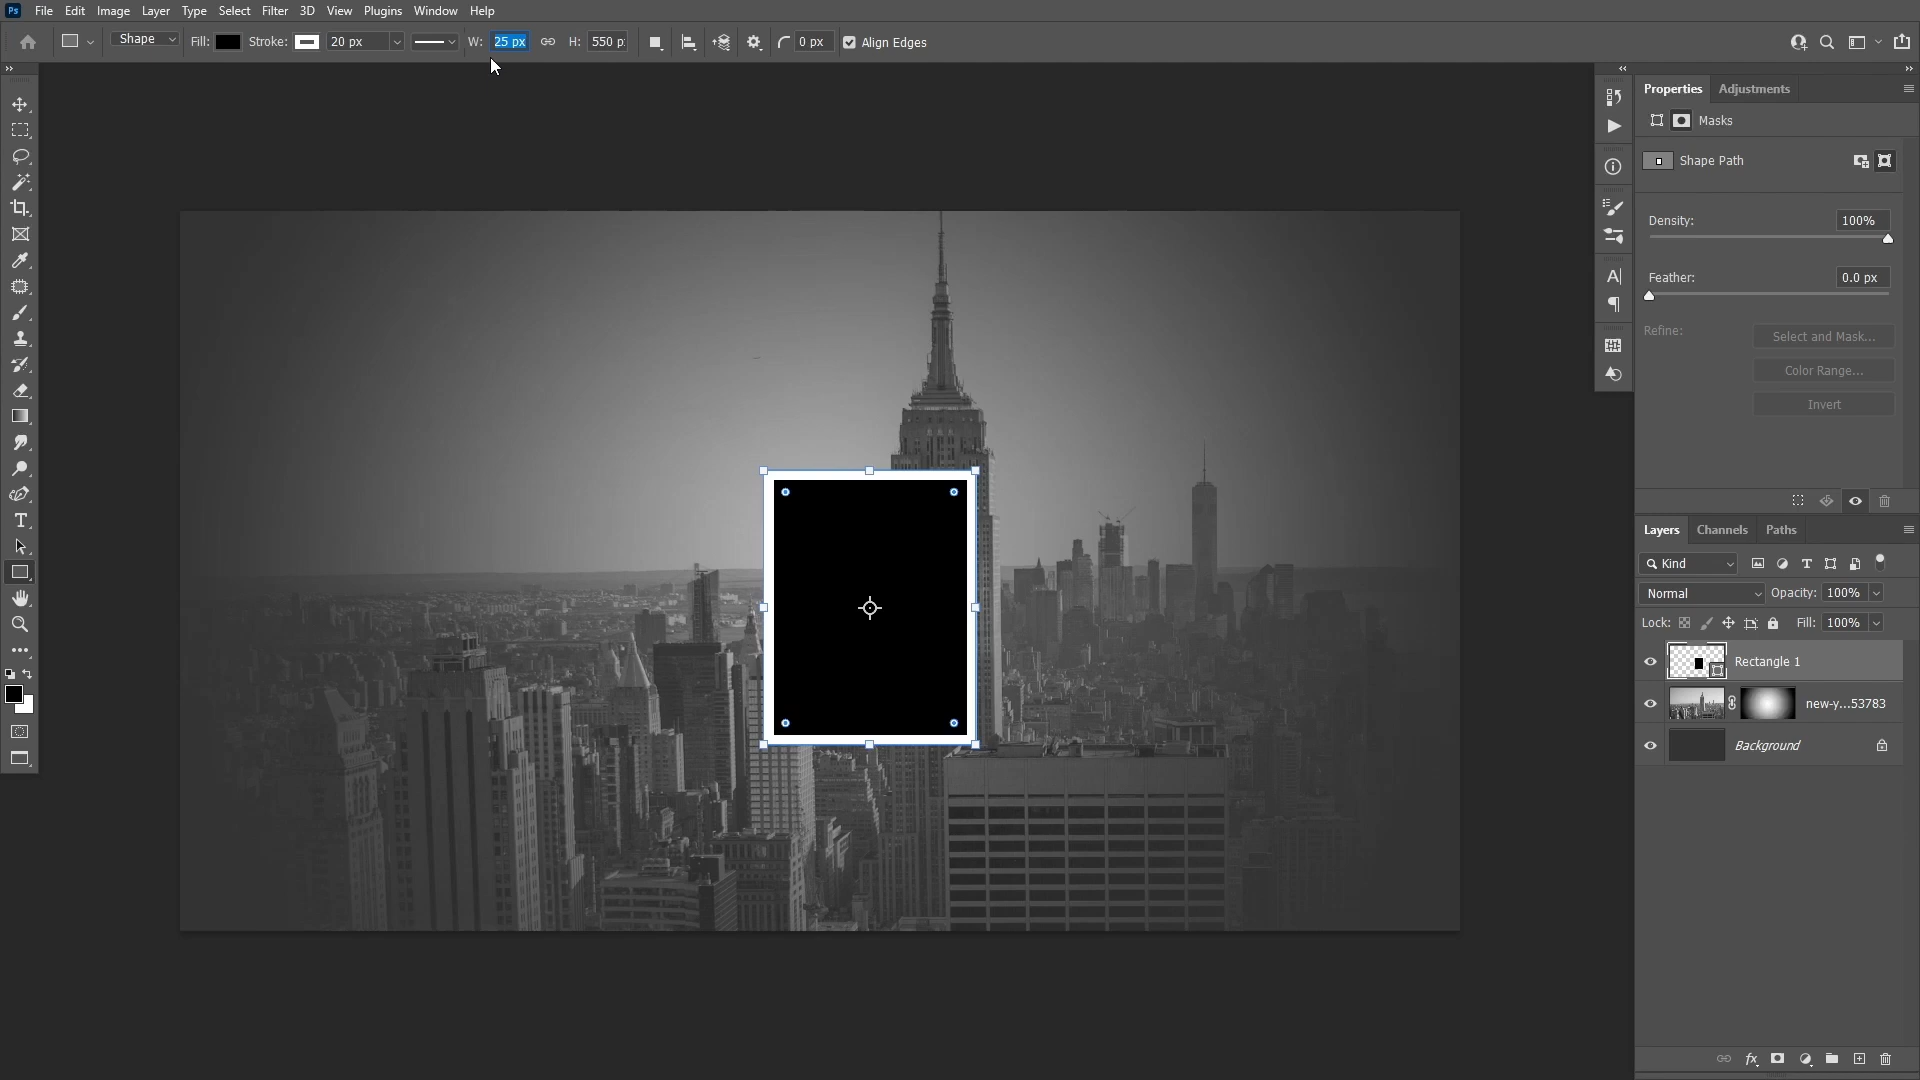 Ps File Edit Image Layer Type Select Filter 3D View Plugins Window Help
Shape Fill: Stroke: 20 px W: 25 px H: 550 p 0 px Align Edges
Properties Adjustments
Masks
Shape Path
Density: 100%
Feather: 0.0 px
Refine: Select and Mask...
Color Range...
Invert
Layers Channels Paths
Kind
Normal Opacity: 100%
Lock: Fill: 100%
Rectangle 1
new-y...53783
Background
fx